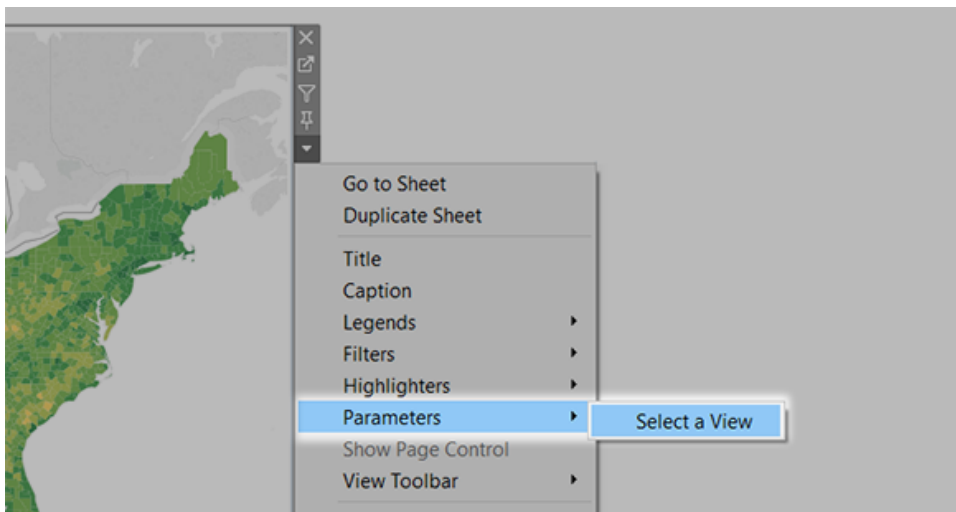 Go to Sheet
Duplicate Sheet
Title
Caption
Legends
Filters
Highlighters
Parameters
Select a View
Show Page Control
View Toolbar